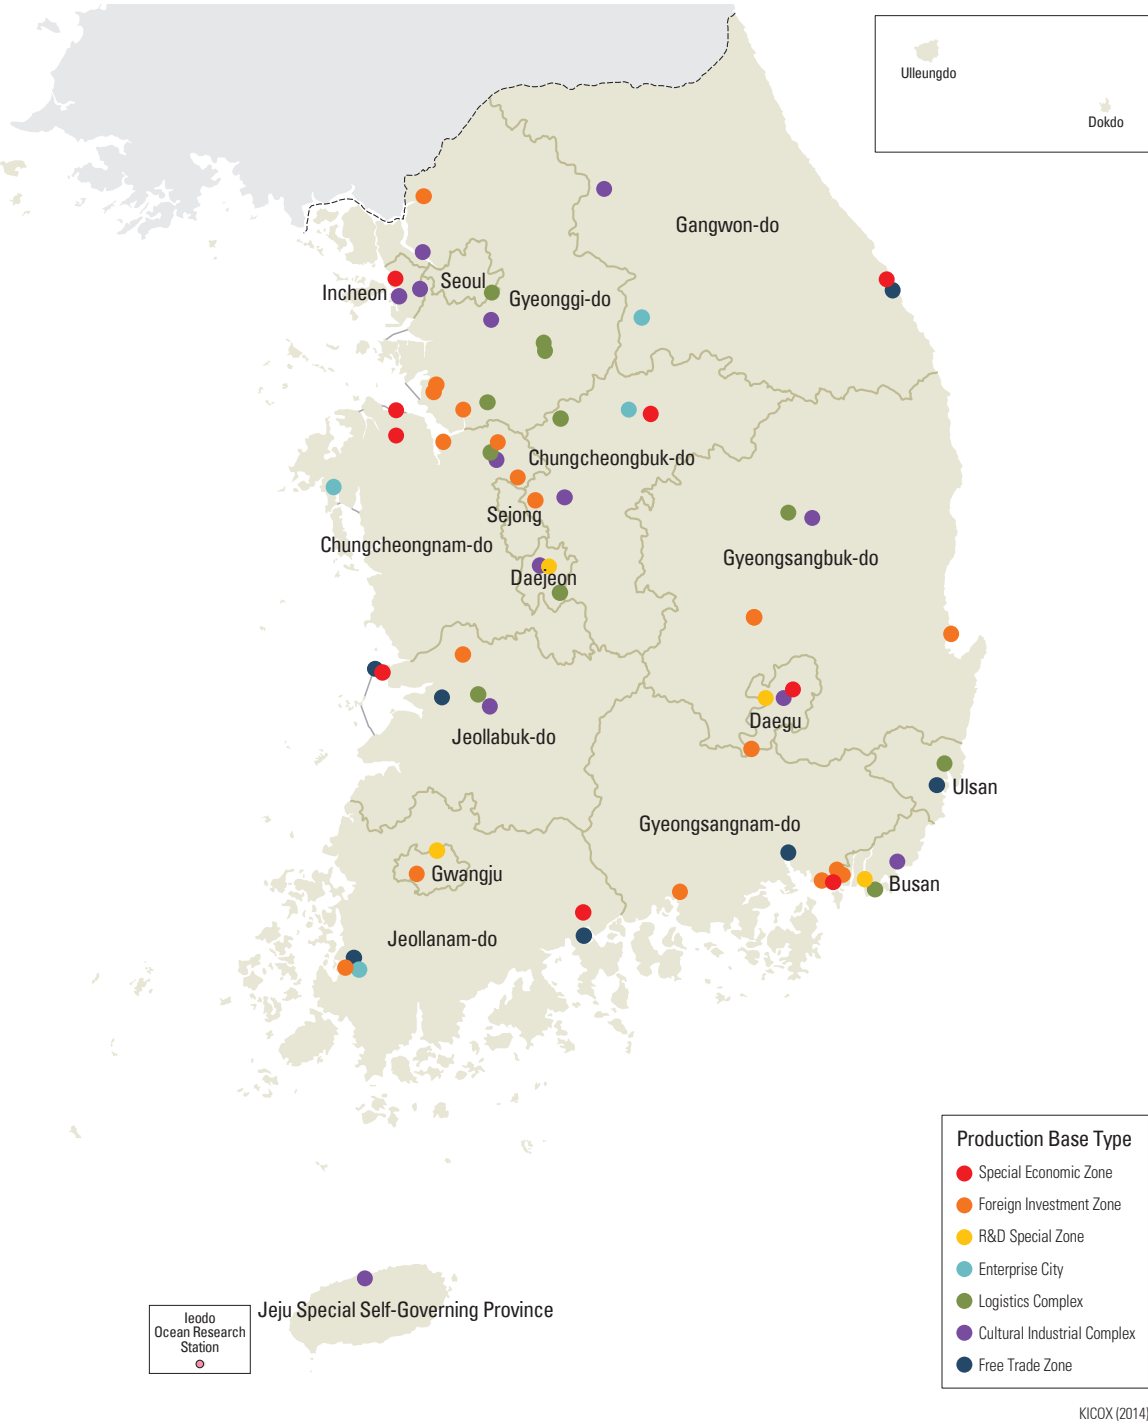 Ulleungdo
Dokdo
Gangwon-do
Seoul
Incheon
Gyeonggi-do
Chungcheongbuk-do
Sejong
Chungcheongnam-do
Gyeongsangbuk-do
Daejeon
Daegu
Jeollabuk-do
Ulsan
Gyeongsangnam-do
Gwangju
Busan
Jeollanam-do
Jeju Special Self-Governing Province
Ieodo
Ocean Research
Station
Production Base Type
Special Economic Zone
Foreign Investment Zone
R&D Special Zone
Enterprise City
Logistics Complex
Cultural Industrial Complex
Free Trade Zone
KICOX (2014)